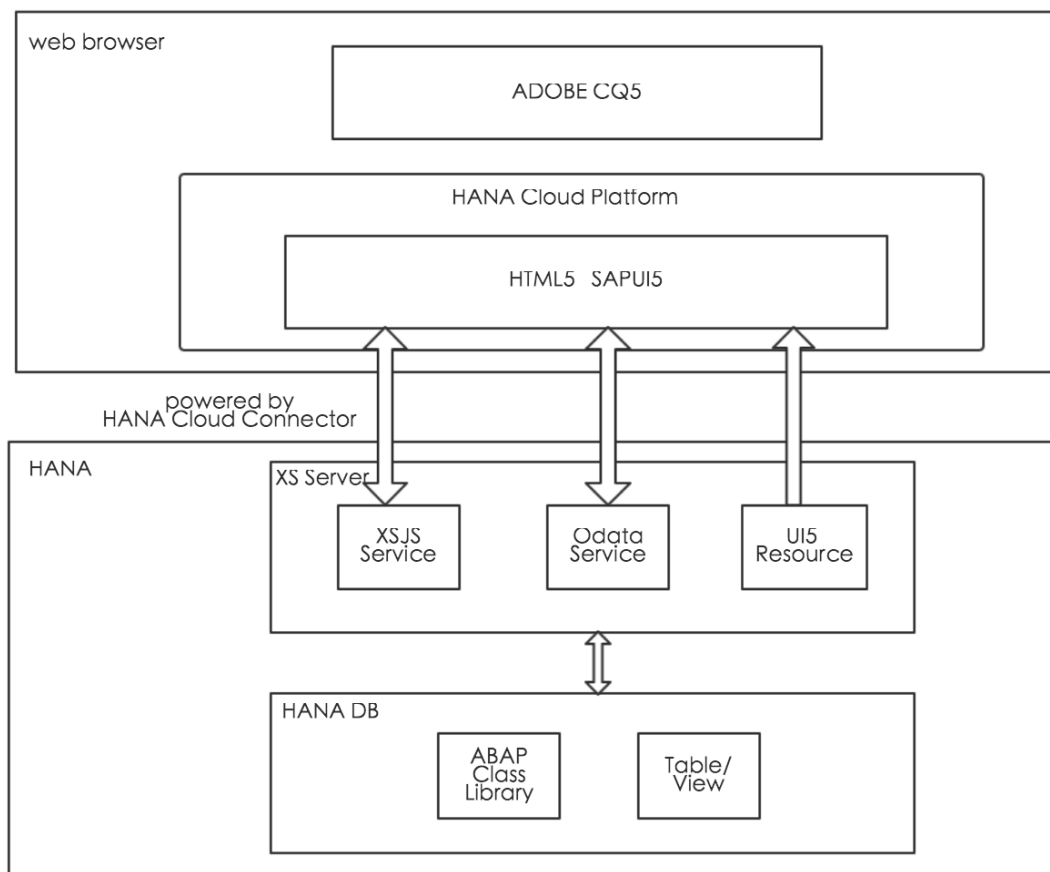 web browser
ADOBE CQ5
HANA Cloud Platform
HTML5 SAPUI5
powered by
HANA Cloud Connector
HANA
XS Server
XSJS
Service
Odata
Service
UI5
Resource
HANA DB
ABAP
Class
Library
Table/
View